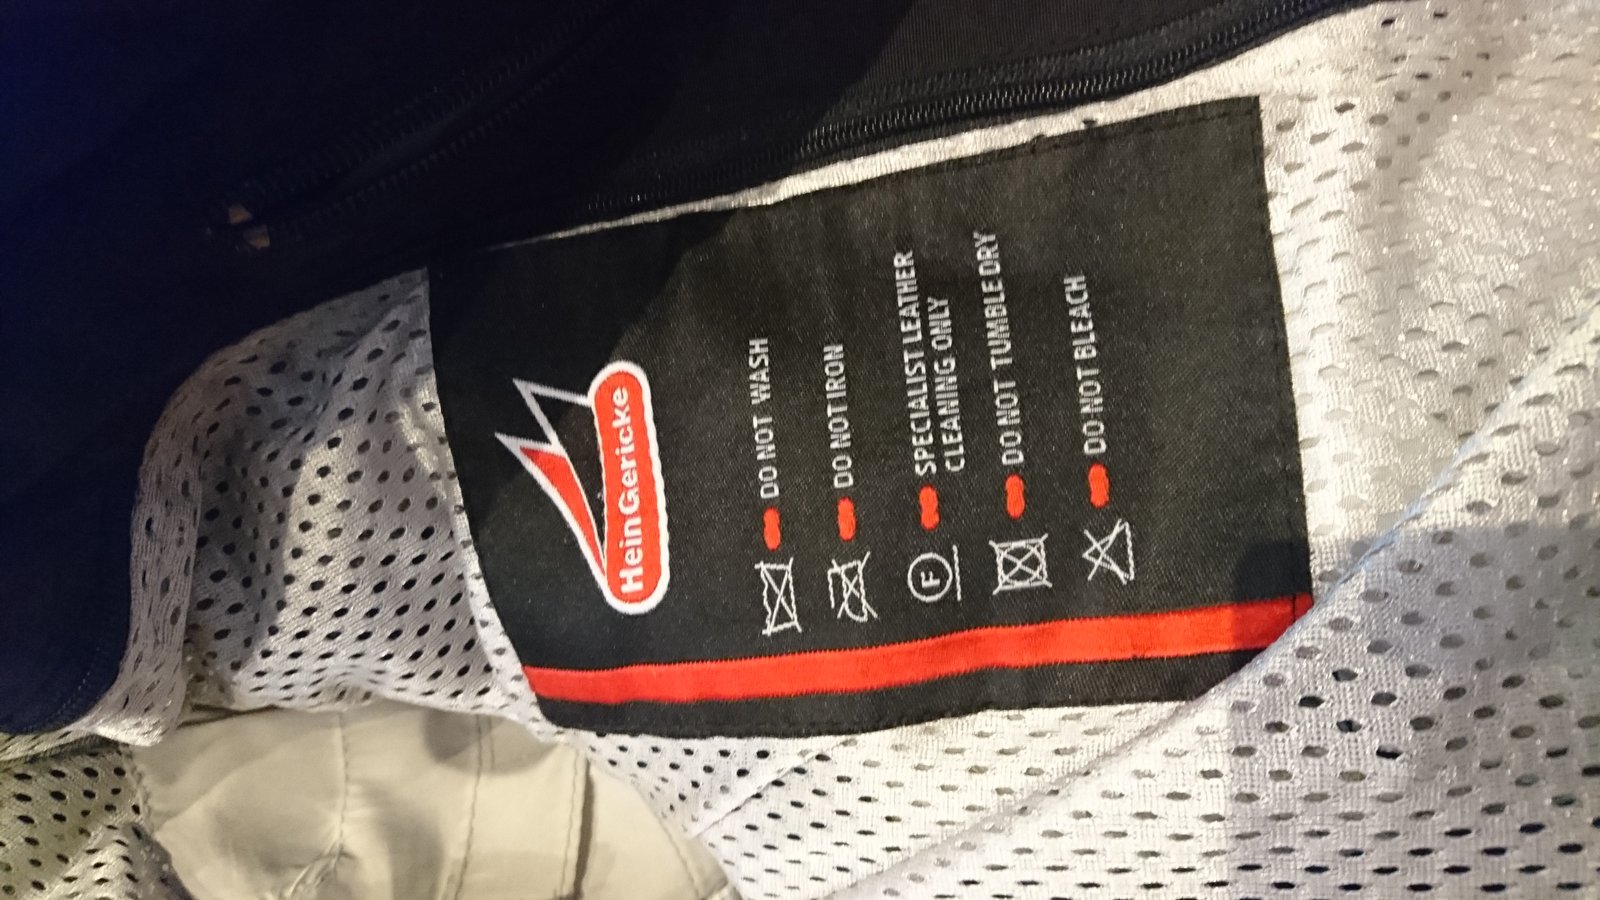 HeinGericke
DO NOT WASH
DO NOT IRON
F
SPECIALIST LEATHER
CLEANING ONLY
DO NOT TUMBLE DRY
DO NOT BLEACH